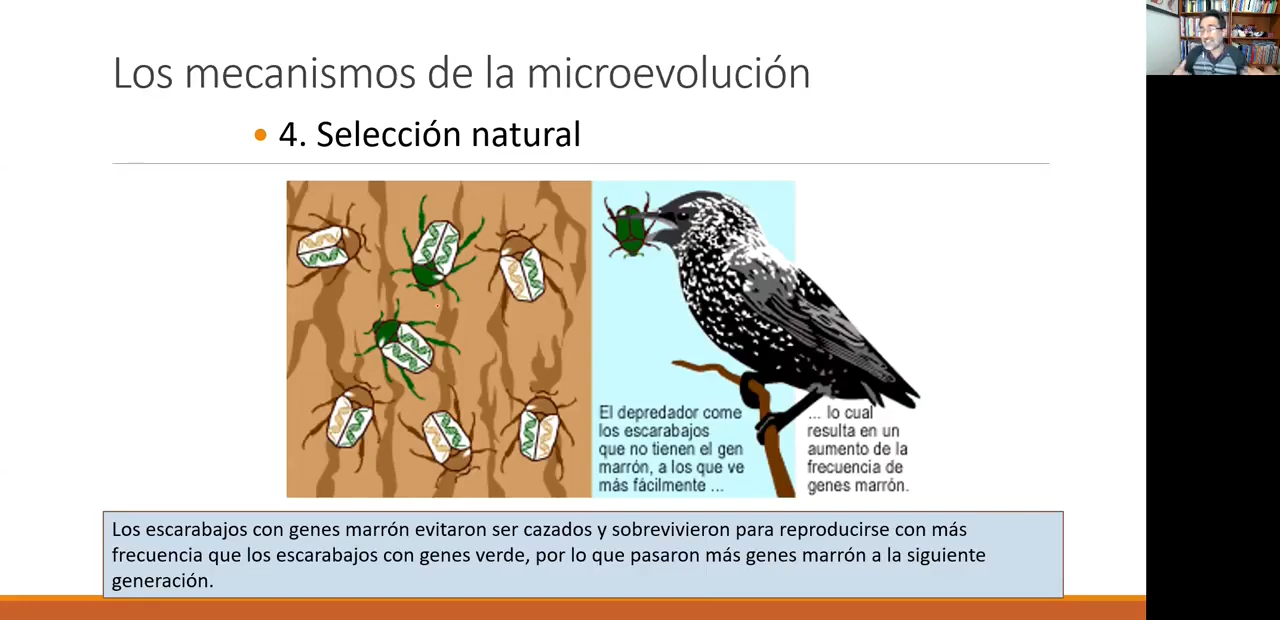 Los mecanismos de la microevolución
• 4. Selección natural
El depredador come
los escarabajos
que no tienen el gen
marrón, a los que ve
más fácilmente ...
... lo cual
resulta en un
aumento de la
frecuencia de
genes marrón.
Los escarabajos con genes marrón evitaron ser cazados y sobrevivieron para reproducirse con más
frecuencia que los escarabajos con genes verde, por lo que pasaron más genes marrón a la siguiente
generación.